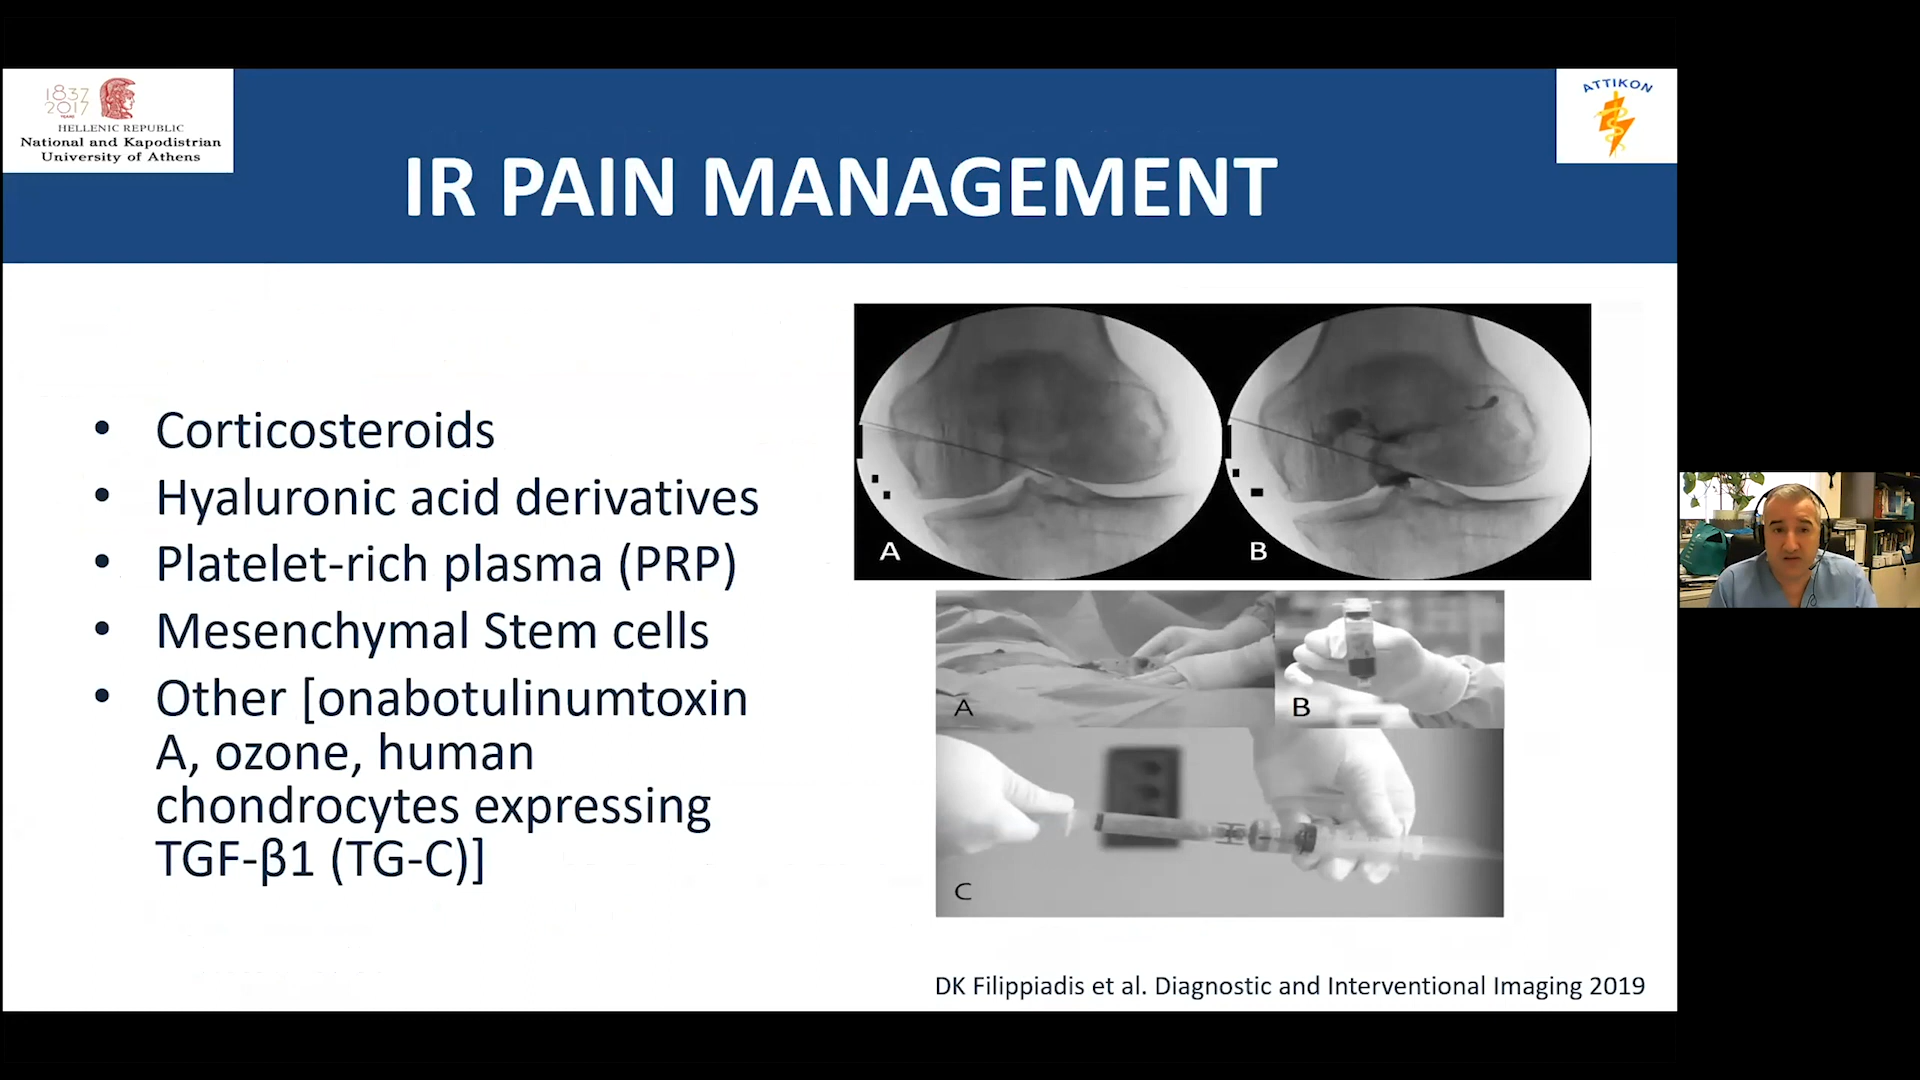 1837
2017
YEARS
HELLENIC REPUBLIC
National and Kapodistrian
University of Athens
ATTIKON
IR PAIN MANAGEMENT
• Corticosteroids
• Hyaluronic acid derivatives
• Platelet-rich plasma (PRP)
• Mesenchymal Stem cells
• Other [onabotulinumtoxin
A, ozone, human
chondrocytes expressing
TGF-β1 (TG-C)]
A
B
A
B
C
DK Filippiadis et al. Diagnostic and Interventional Imaging 2019